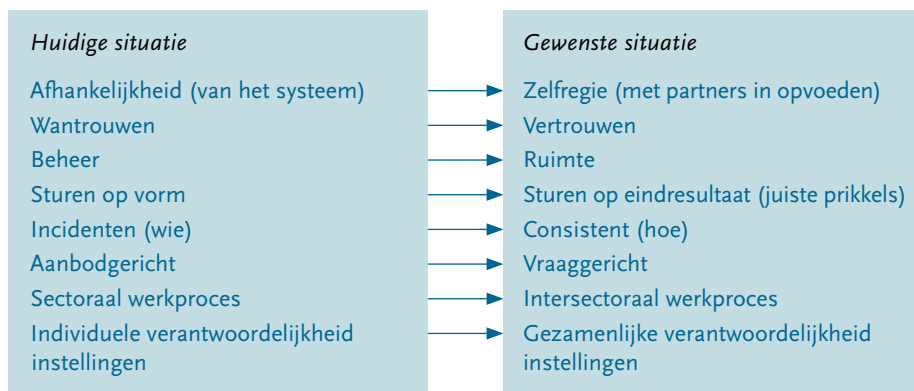 Huidige situatie
Afhankelijkheid (van het systeem)
Wantrouwen
Beheer
Sturen op vorm
Incidenten (wie)
Aanbodgericht
Sectoraal werkproces
Individuele verantwoordelijkheid
instellingen
Gewenste situatie
Zelfregie (met partners in opvoeden)
Vertrouwen
Ruimte
Sturen op eindresultaat (juiste prikkels)
Consistent (hoe)
Vraaggericht
Intersectoraal werkproces
Gezamenlijke verantwoordelijkheid
instellingen